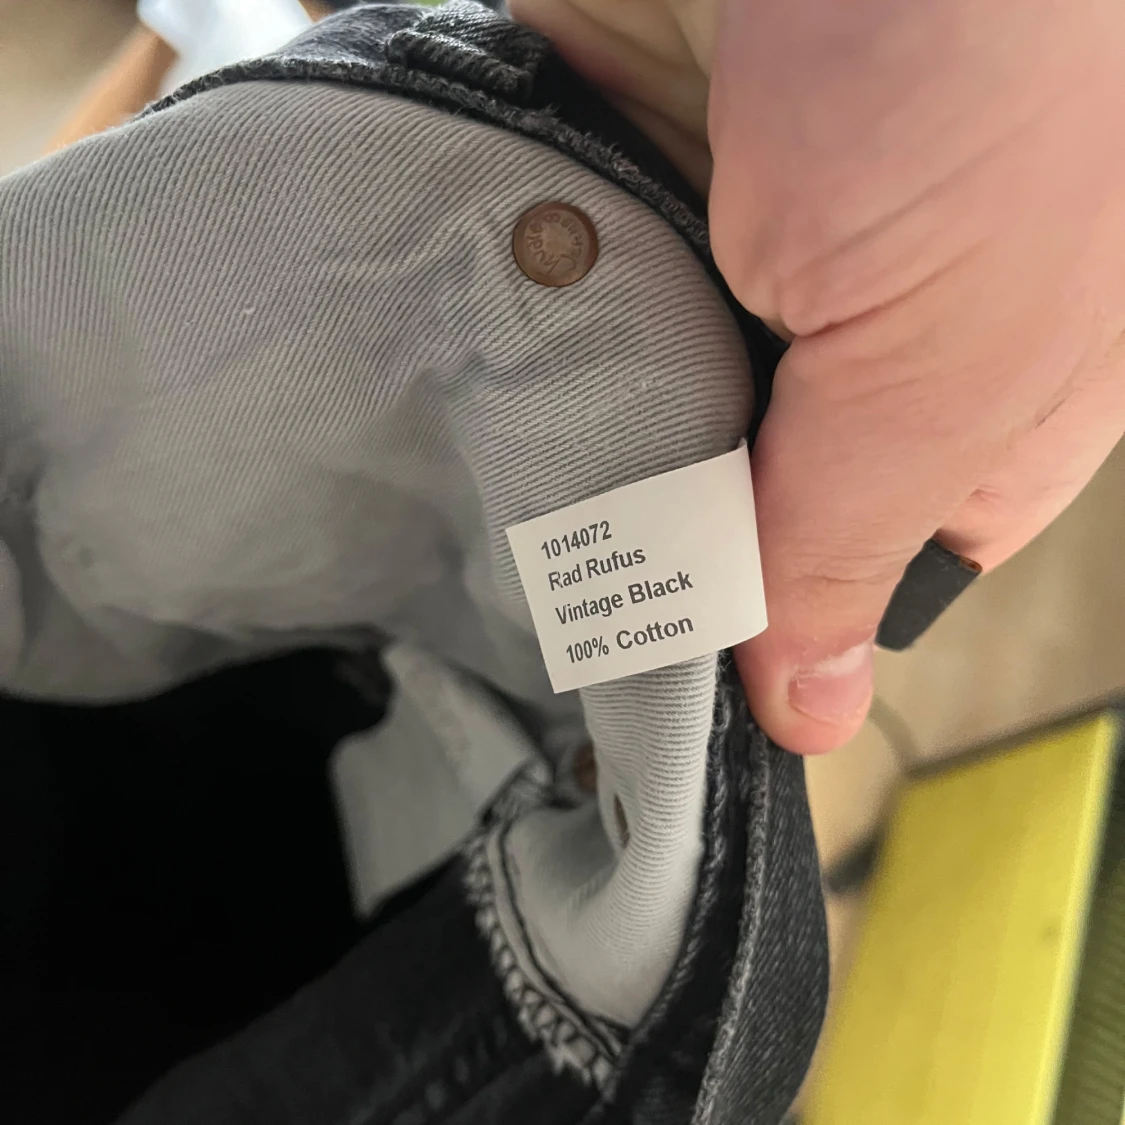 1014072
Rad Rufus
Vintage Black
100% Cotton